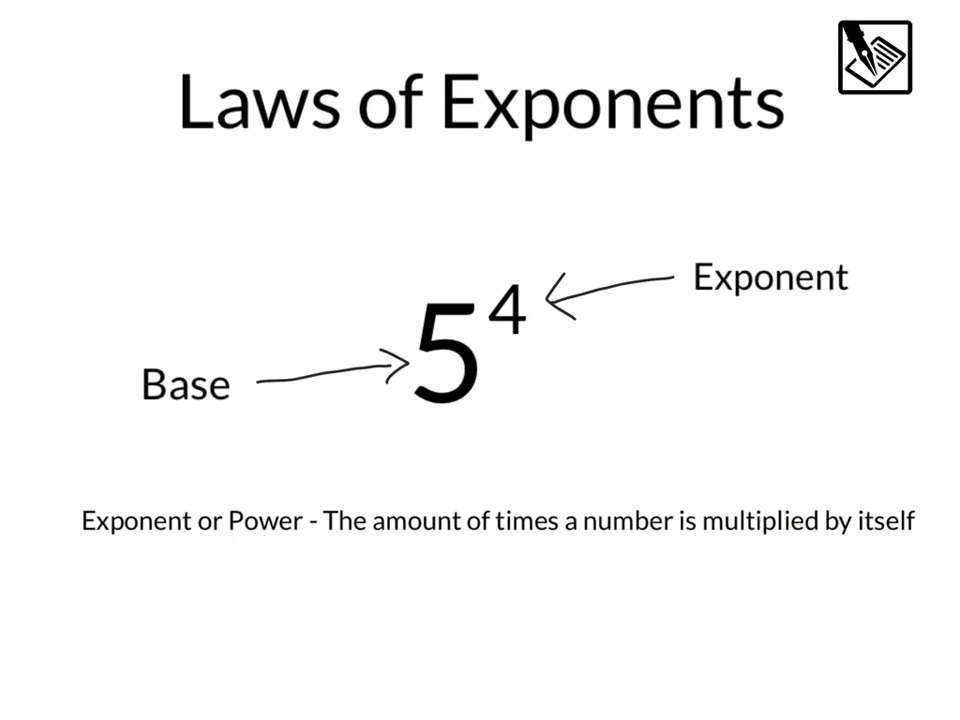 Laws of Exponents
Exponent
5⁴
Base
Exponent or Power - The amount of times a number is multiplied by itself